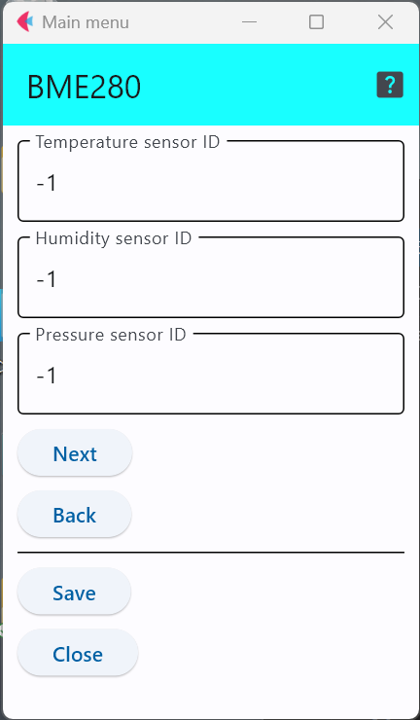 Main menu
BME280
?
Temperature sensor ID
-1
Humidity sensor ID
-1
Pressure sensor ID
-1
Next
Back
Save
Close